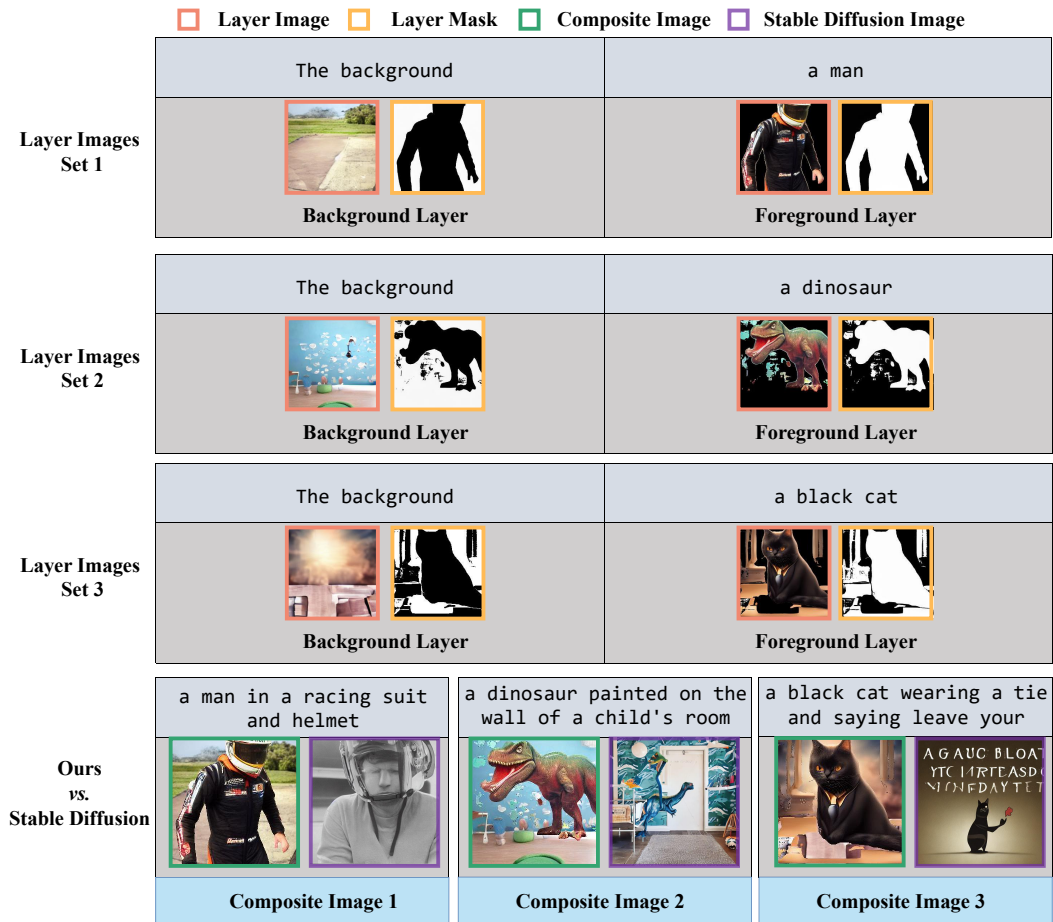 Layer Image Layer Mask Composite Image Stable Diffusion Image
The background a man
Layer Images
Set 1
Background Layer Foreground Layer
The background a dinosaur
Layer Images
Set 2
Background Layer Foreground Layer
The background a black cat
Layer Images
Set 3
Background Layer Foreground Layer
a man in a racing suit
and helmet
a dinosaur painted on the
wall of a child's room
a black cat wearing a tie
and saying leave your
Ours
vs.
Stable Diffusion
A GAUC BLOAT
Composite Image 1 Composite Image 2 Composite Image 3